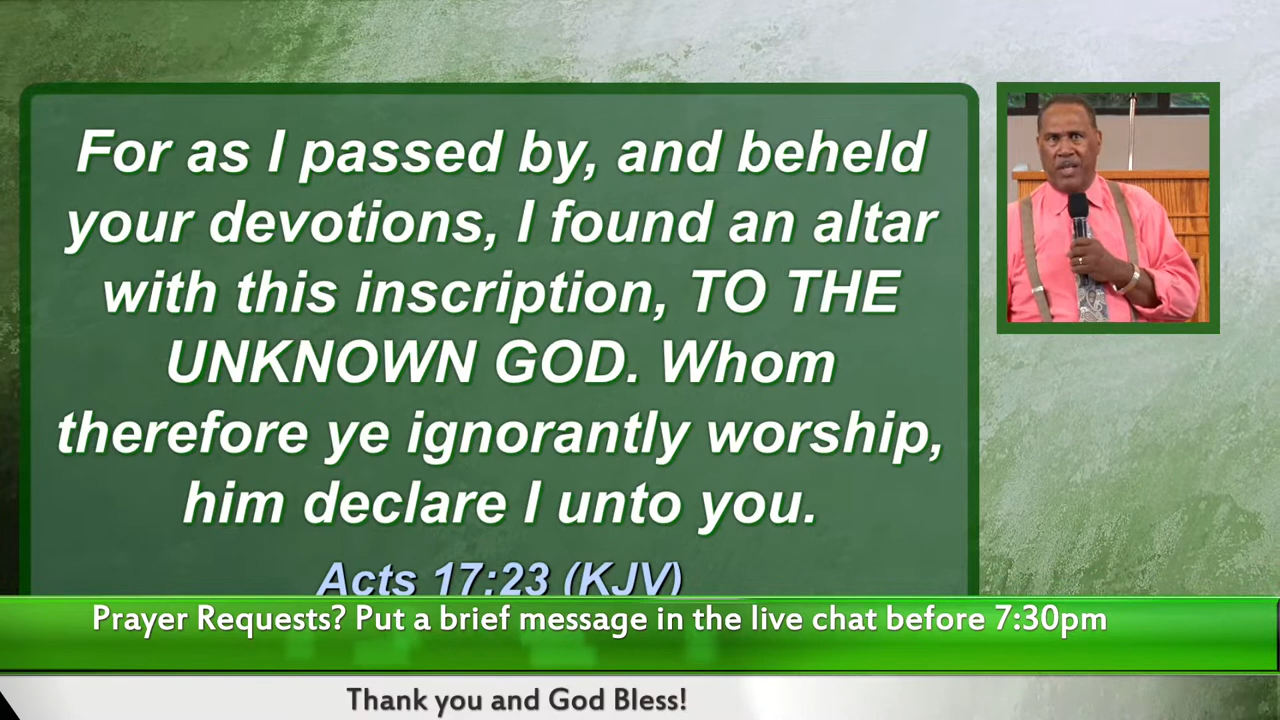 For as I passed by, and beheld
your devotions, I found an altar
with this inscription, TO THE
UNKNOWN GOD. Whom
therefore ye ignorantly worship,
him declare I unto you.
Acts 17:23 (KJV)
Prayer Requests? Put a brief message in the live chat before 7:30pm
Thank you and God Bless!